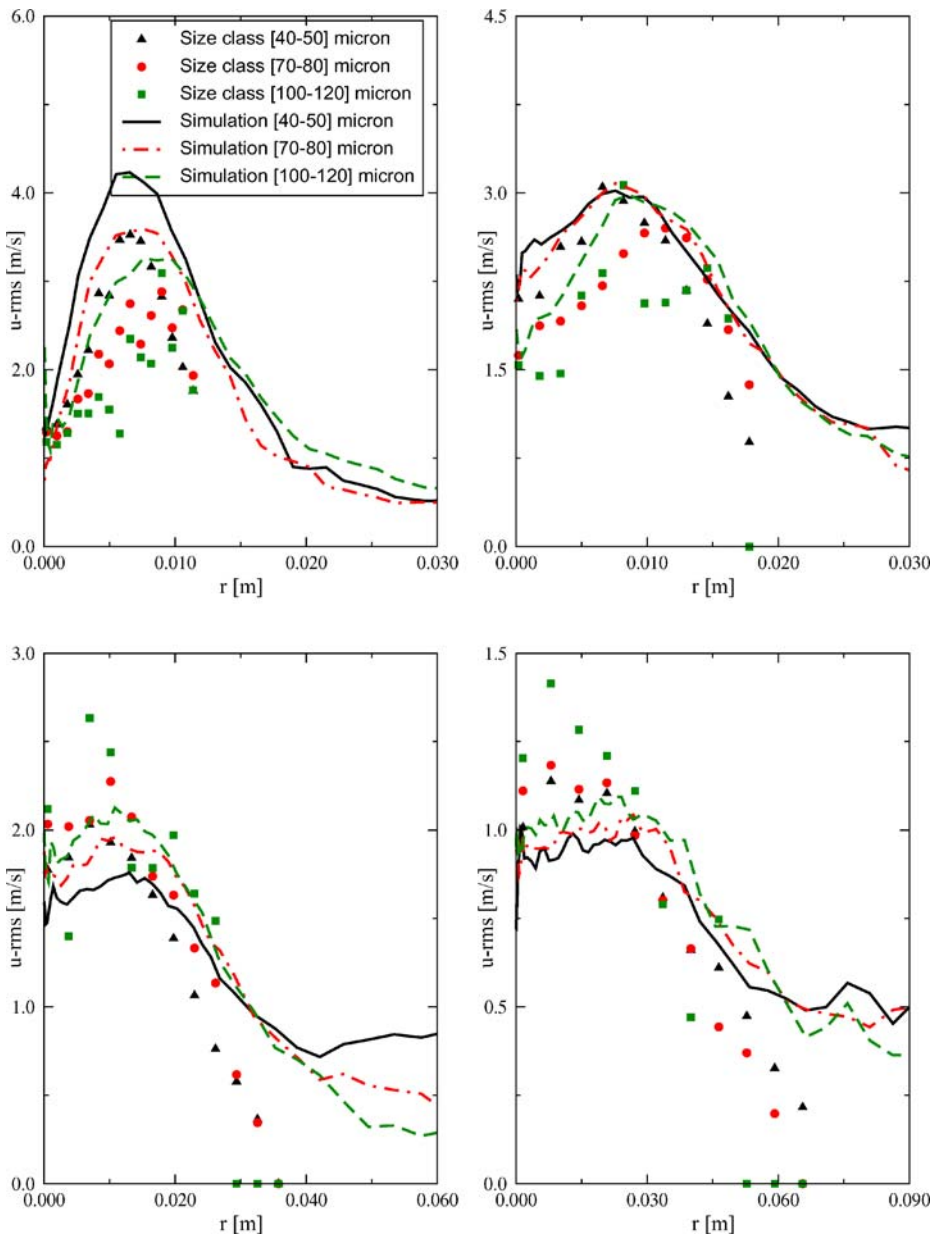 6.0
4.0
2.0
0.0
u-rms [m/s]
Size class [40-50] micron
Size class [70-80] micron
Size class [100-120] micron
Simulation [40-50] micron
Simulation [70-80] micron
Simulation [100-120] micron
0.000 0.010 0.020 0.030
r [m]
4.5
3.0
1.5
0.0
u-rms [m/s]
0.000 0.010 0.020 0.030
r [m]
3.0
2.0
1.0
0.0
u-rms [m/s]
0.000 0.020 0.040 0.060
r [m]
1.5
1.0
0.5
0.0
u-rms [m/s]
0.000 0.030 0.060 0.090
r [m]